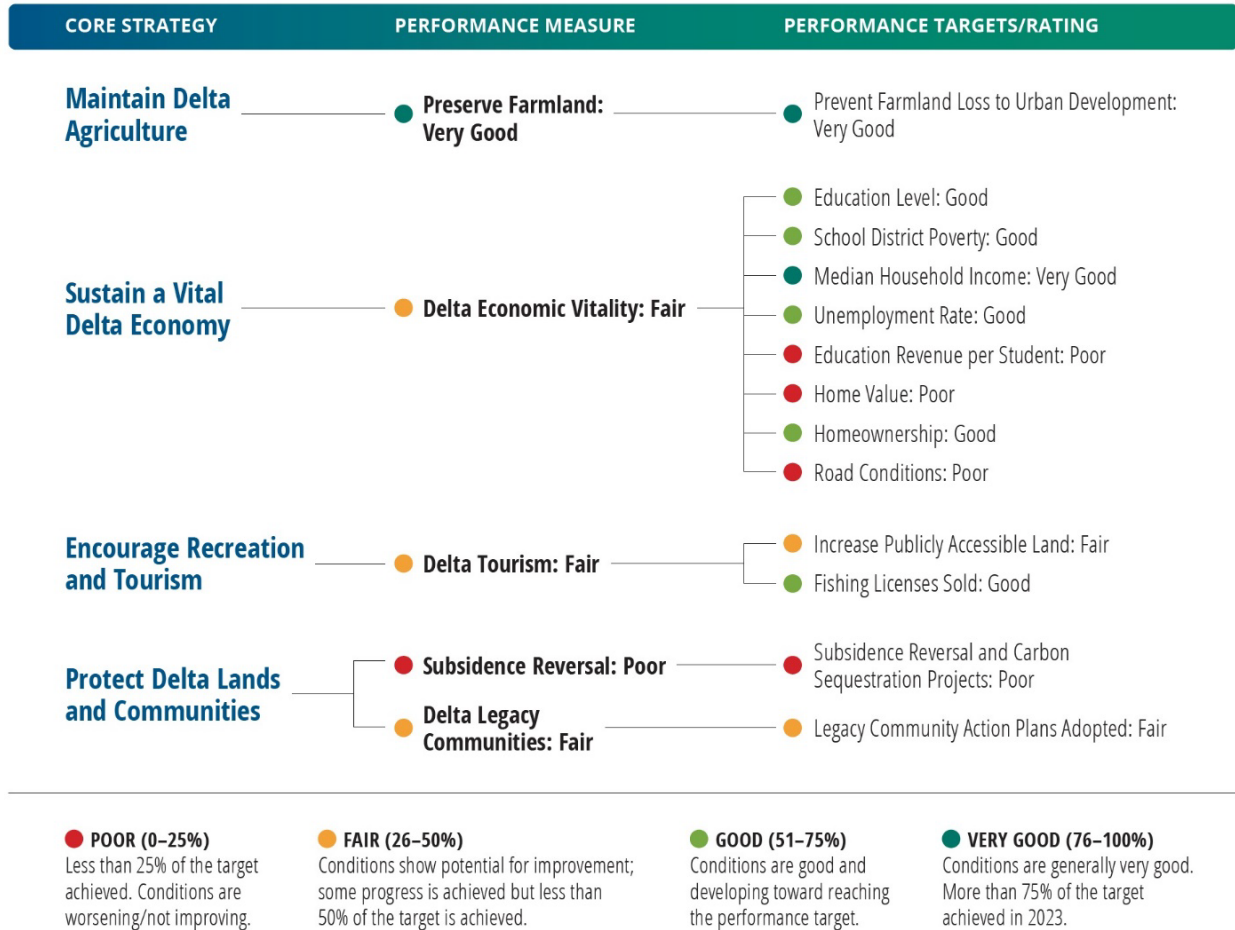 CORE STRATEGY PERFORMANCE MEASURE PERFORMANCE TARGETS/RATING
Maintain Delta
Agriculture
Preserve Farmland:
Very Good
Prevent Farmland Loss to Urban Development:
Very Good
Sustain a Vital
Delta Economy
Delta Economic Vitality: Fair
Education Level: Good
School District Poverty: Good
Median Household Income: Very Good
Unemployment Rate: Good
Education Revenue per Student: Poor
Home Value: Poor
Homeownership: Good
Road Conditions: Poor
Encourage Recreation
and Tourism
Delta Tourism: Fair
Increase Publicly Accessible Land: Fair
Fishing Licenses Sold: Good
Protect Delta Lands
and Communities
Subsidence Reversal: Poor
Subsidence Reversal and Carbon
Sequestration Projects: Poor
Delta Legacy
Communities: Fair
Legacy Community Action Plans Adopted: Fair
POOR (0–25%)
Less than 25% of the target
achieved. Conditions are
worsening/not improving.
FAIR (26–50%)
Conditions show potential for improvement;
some progress is achieved but less than
50% of the target is achieved.
GOOD (51–75%)
Conditions are good and
developing toward reaching
the performance target.
VERY GOOD (76–100%)
Conditions are generally very good.
More than 75% of the target
achieved in 2023.